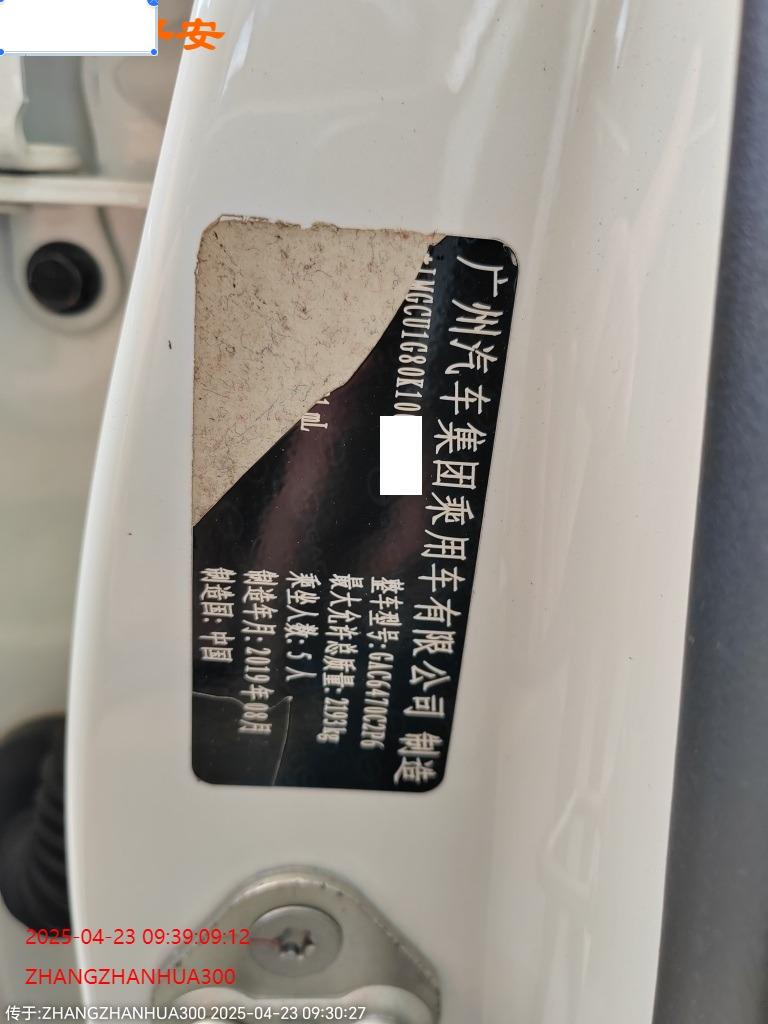 安
广州汽车集团乘用车有限公司 制造
*LMGCU1G80K10
整车型号:GAC6470C2P6
最大允许总质量: 2193kg
1mL
乘坐人数: 5 人
制造年月: 2019年08月
制造国: 中国
2025-04-23 09:39:09:12
ZHANGZHANHUA300
传于:ZHANGZHANHUA300 2025-04-23 09:30:27